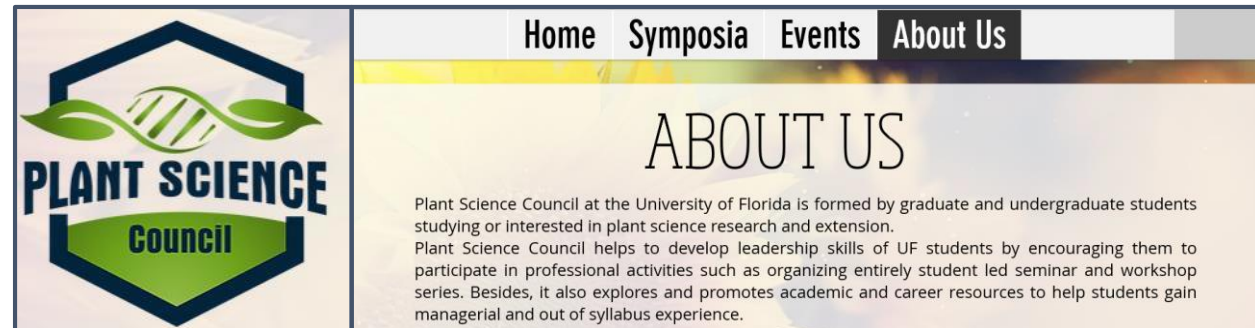 PLANT SCIENCE
Council
Home Symposia Events About Us
ABOUT US
Plant Science Council at the University of Florida is formed by graduate and undergraduate students
studying or interested in plant science research and extension.
Plant Science Council helps to develop leadership skills of UF students by encouraging them to
participate in professional activities such as organizing entirely student led seminar and workshop
series. Besides, it also explores and promotes academic and career resources to help students gain
managerial and out of syllabus experience.